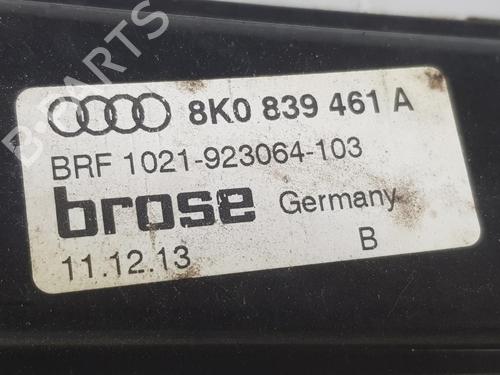 8K0 839 461 A
BRF 1021-923064-103
brose Germany
11.12.13 B
B-PARTS